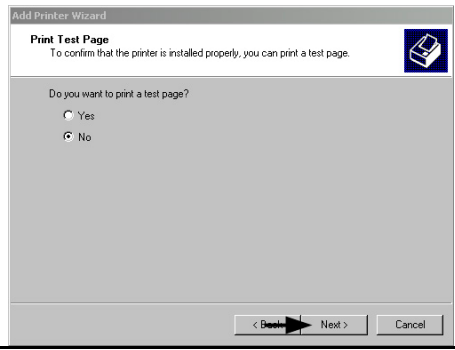 Add Printer Wizard
Print Test Page
To confirm that the printer is installed properly, you can print a test page.
Do you want to print a test page?
Yes
No
< Back Next > Cancel